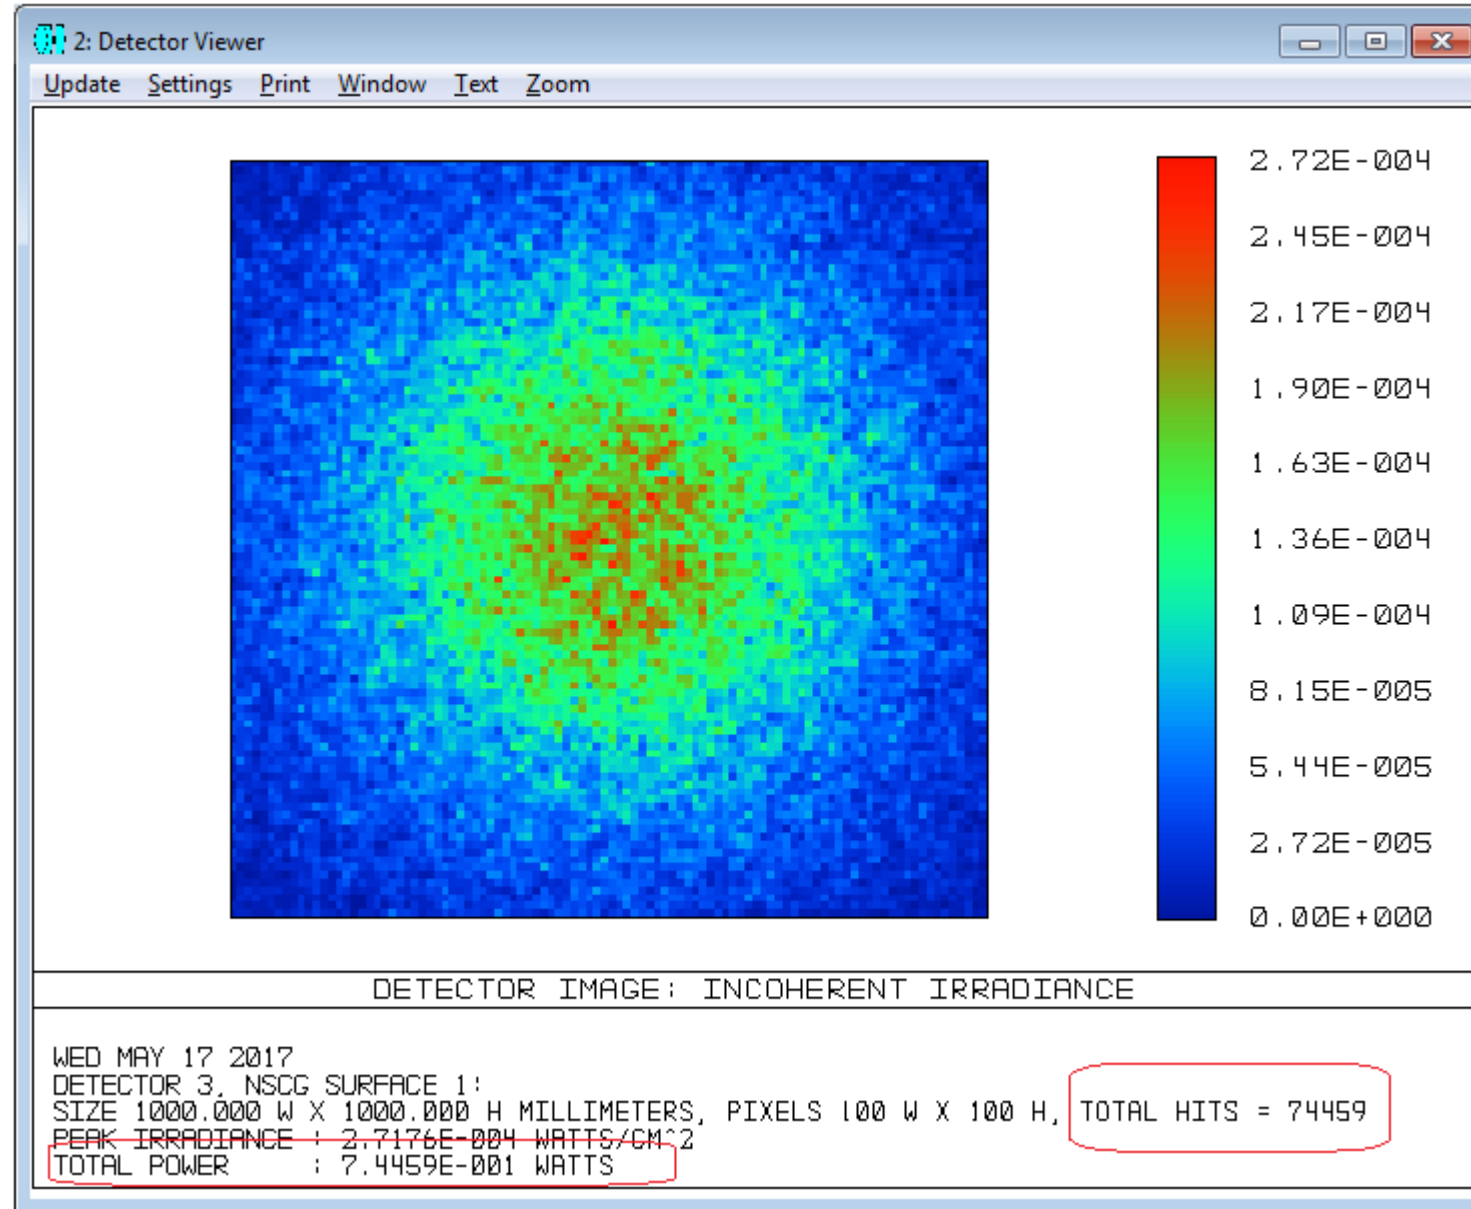 2: Detector Viewer
Update Settings Print Window Text Zoom
2.72E-004
2.45E-004
2.17E-004
1.90E-004
1.63E-004
1.36E-004
1.09E-004
8.15E-005
5.44E-005
2.72E-005
0.00E+000
DETECTOR IMAGE: INCOHERENT IRRADIANCE
WED MAY 17 2017
DETECTOR 3, NSCG SURFACE 1:
SIZE 1000.000 W X 1000.000 H MILLIMETERS, PIXELS 100 W X 100 H, TOTAL HITS = 74459
PEAK IRRADIANCE : 2.7176E-004 WATTS/CM^2
TOTAL POWER : 7.4459E-001 WATTS